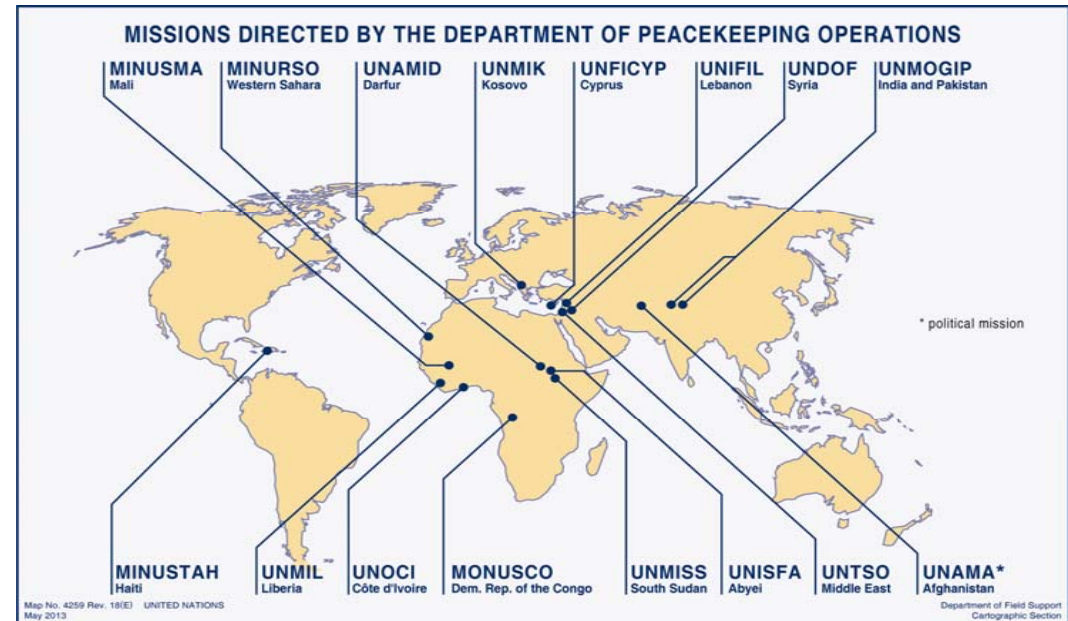 MISSIONS DIRECTED BY THE DEPARTMENT OF PEACEKEEPING OPERATIONS
MINUSMA
Mali
MINURSO
Western Sahara
UNAMID
Darfur
UNMIK
Kosovo
UNFICYP
Cyprus
UNIFIL
Lebanon
UNDOF
Syria
UNMOGIP
India and Pakistan
* political mission
MINUSTAH
Haiti
UNMIL
Liberia
UNOCI
Côte d'Ivoire
MONUSCO
Dem. Rep. of the Congo
UNMISS
South Sudan
UNISFA
Abyei
UNTSO
Middle East
UNAMA*
Afghanistan
Map No. 4259 Rev. 18(E) UNITED NATIONS
May 2013
Department of Field Support
Cartographic Section